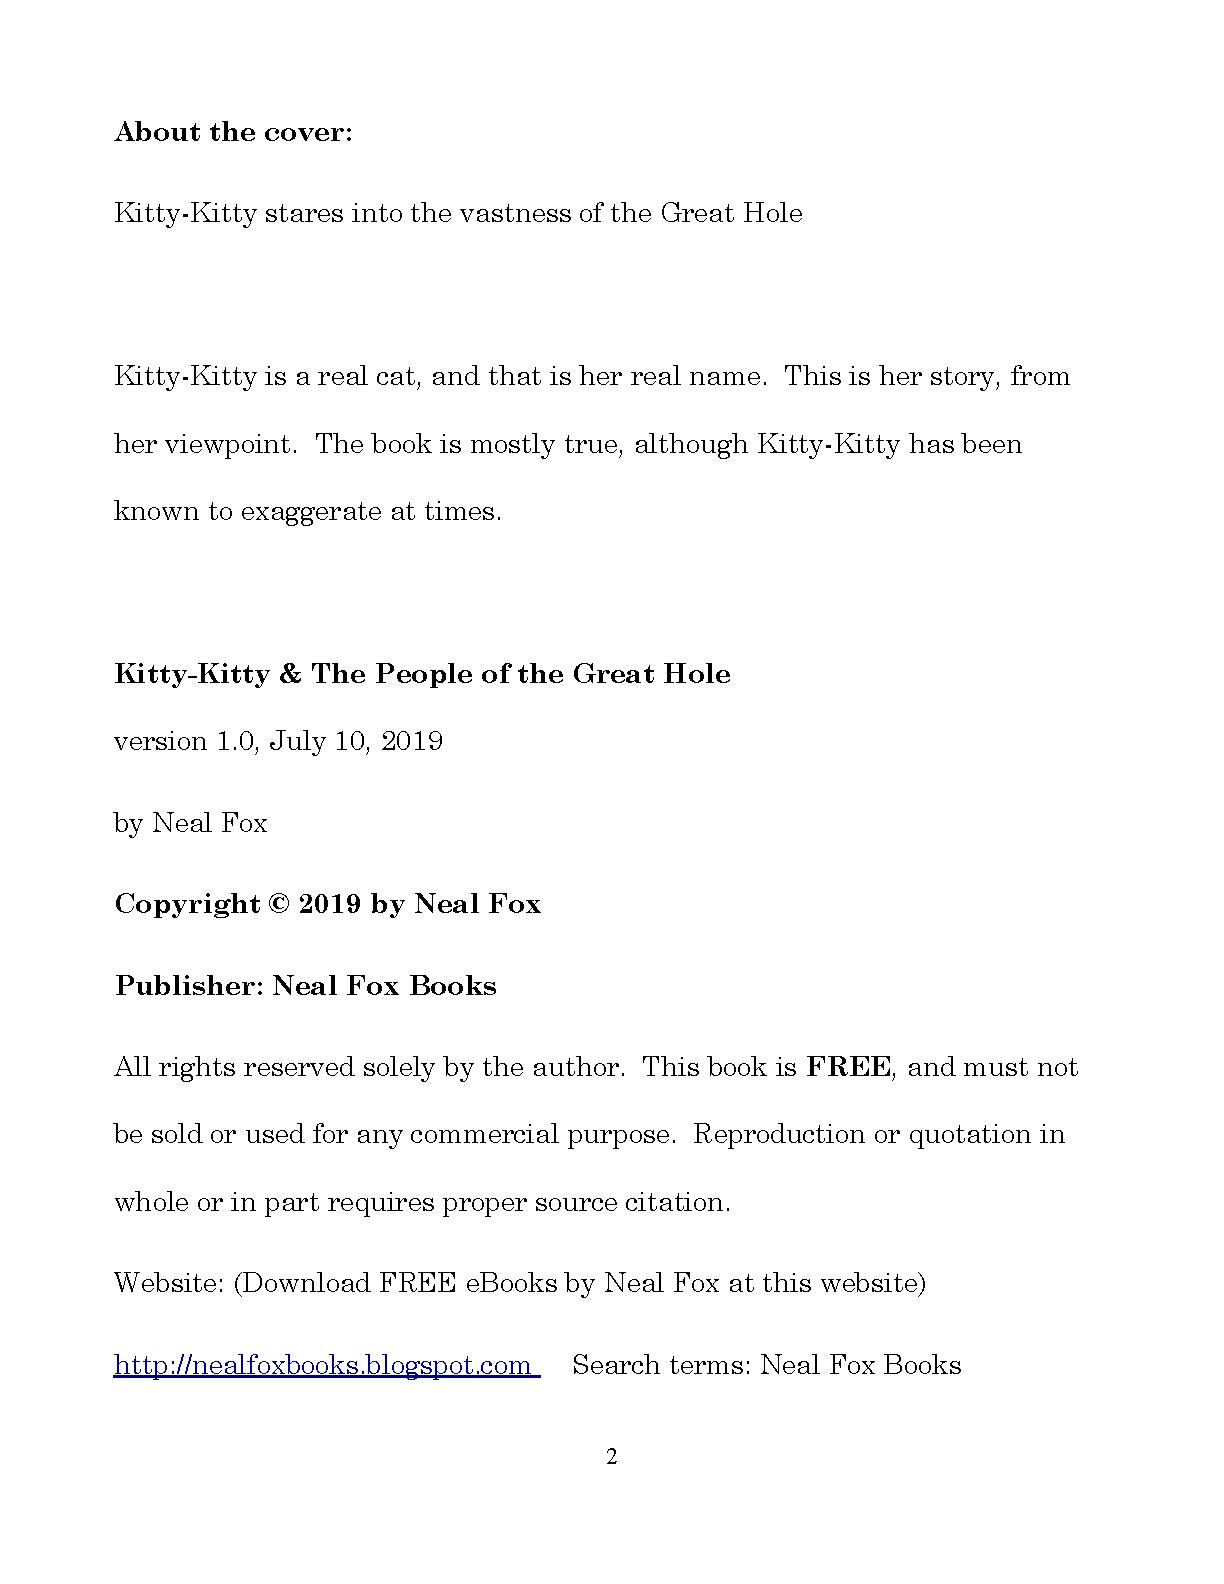 About the cover:
Kitty-Kitty stares into the vastness of the Great Hole
Kitty-Kitty is a real cat, and that is her real name.  This is her story, from
her viewpoint.  The book is mostly true, although Kitty-Kitty has been
known to exaggerate at times.
Kitty-Kitty & The People of the Great Hole
version 1.0, July 10, 2019
by Neal Fox
Copyright © 2019 by Neal Fox
Publisher: Neal Fox Books
All rights reserved solely by the author.  This book is FREE, and must not
be sold or used for any commercial purpose.  Reproduction or quotation in
whole or in part requires proper source citation.
Website: (Download FREE eBooks by Neal Fox at this website)
http://nealfoxbooks.blogspot.com    Search terms: Neal Fox Books
2